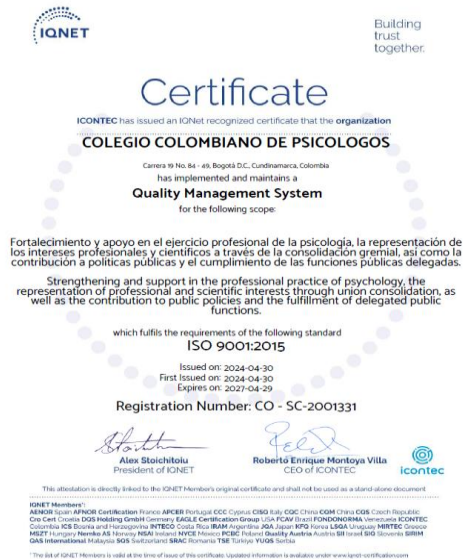 IQNET
Building
trust
together.
Certificate
ICONTEC has issued an IQNet recognized certificate that the organization
COLEGIO COLOMBIANO DE PSICOLOGOS
Carrera 19 No. 84 - 49, Bogotá D.C., Cundinamarca, Colombia
has implemented and maintains a
Quality Management System
for the following scope:
Fortalecimiento y apoyo en el ejercicio profesional de la psicología, la representación de
los intereses profesionales y científicos a través de la consolidación gremial, así como la
contribución a políticas públicas y el cumplimiento de las funciones públicas delegadas.
Strengthening and support in the professional practice of psychology, the
representation of professional and scientific interests through union consolidation, as
well as the contribution to public policies and the fulfillment of delegated public
functions.
which fulfils the requirements of the following standard
ISO 9001:2015
Issued on: 2024-04-30
First Issued on: 2024-04-30
Expires on: 2027-04-29
Registration Number: CO - SC-2001331
Alex Stoichitoiu
President of IQNET
Roberto Enrique Montoya Villa
CEO of ICONTEC
icontec
This attestation is directly linked to the IQNET Member's original certificate and shall not be used as a stand-alone document
IQNET Members*:
AENOR Spain AFNOR Certification France APCER Portugal CCC Cyprus CISQ Italy CQC China CQM China CQS Czech Republic
Cro Cert Croatia DQS Holding GmbH Germany EAGLE Certification Group USA FCAV Brazil FONDONORMA Venezuela ICONTEC
Colombia ICS Bosnia and Herzegovina INTECO Costa Rica IRAM Argentina JQA Japan KFQ Korea LSQA Uruguay MIRTEC Greece
MSZT Hungary Nemko AS Norway NSAI Ireland NYCE México PCBC Poland Quality Austria Austria SII Israel SIQ Slovenia SIRIM
QAS International Malaysia SQS Switzerland SRAC Romania TSE Türkiye YUQS Serbia
* The list of IQNET Members is valid at the time of issue of this certificate. Updated information is available under www.iqnet-certification.com